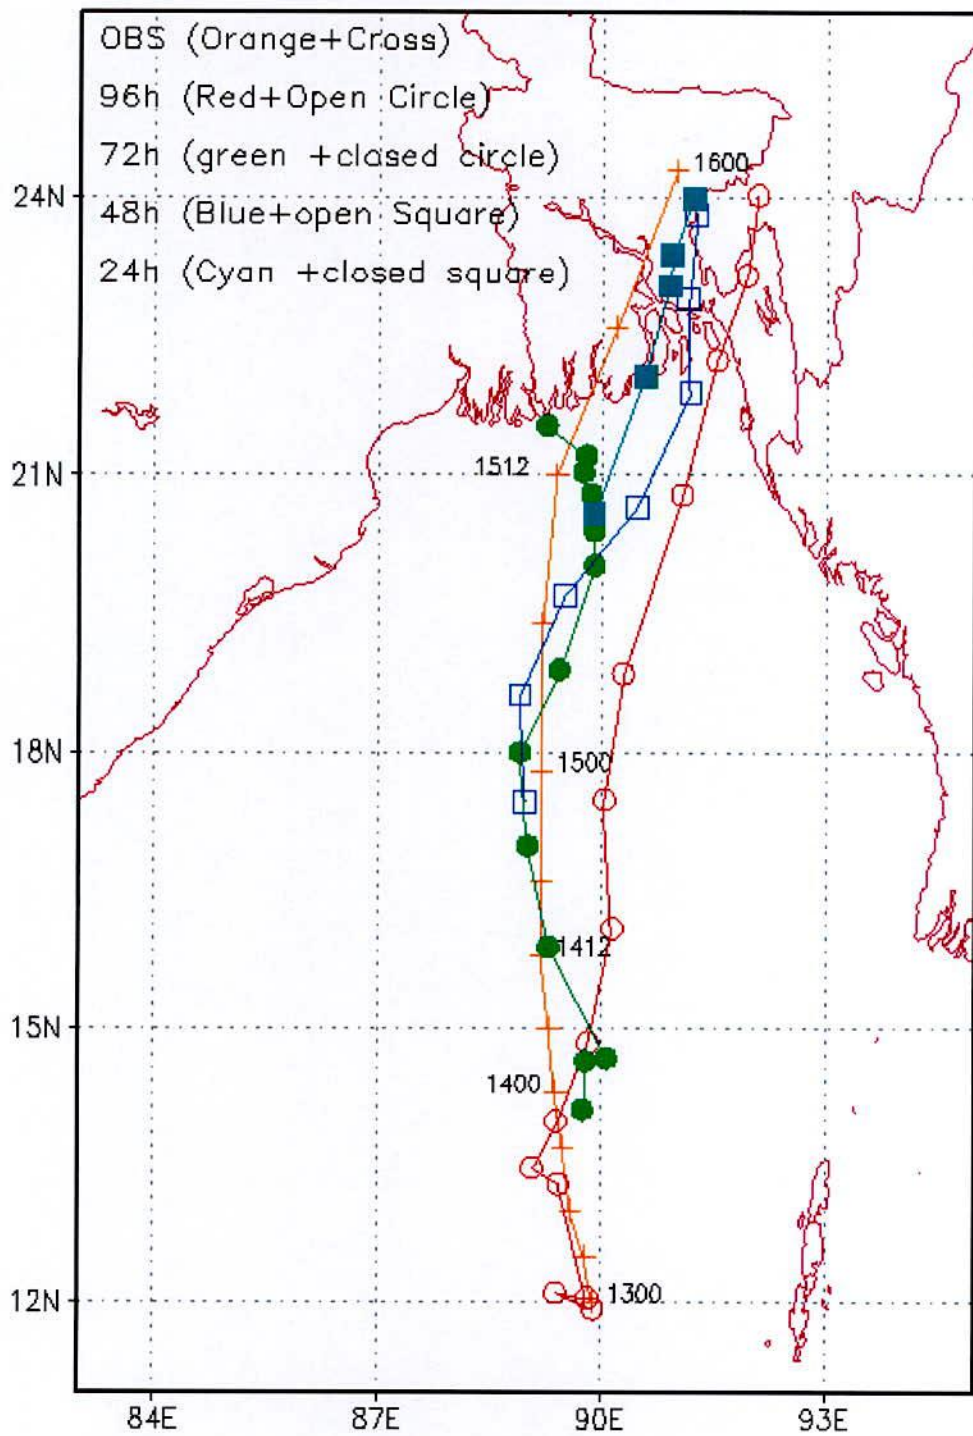 OBS (Orange+Cross)
96h (Red+Open Circle)
72h (green +closed circle)
48h (Blue+open Square)
24h (Cyan +closed square)
1600
24N
1512
21N
18N
1500
1412
15N
1400
1300
12N
84E 87E 90E 93E